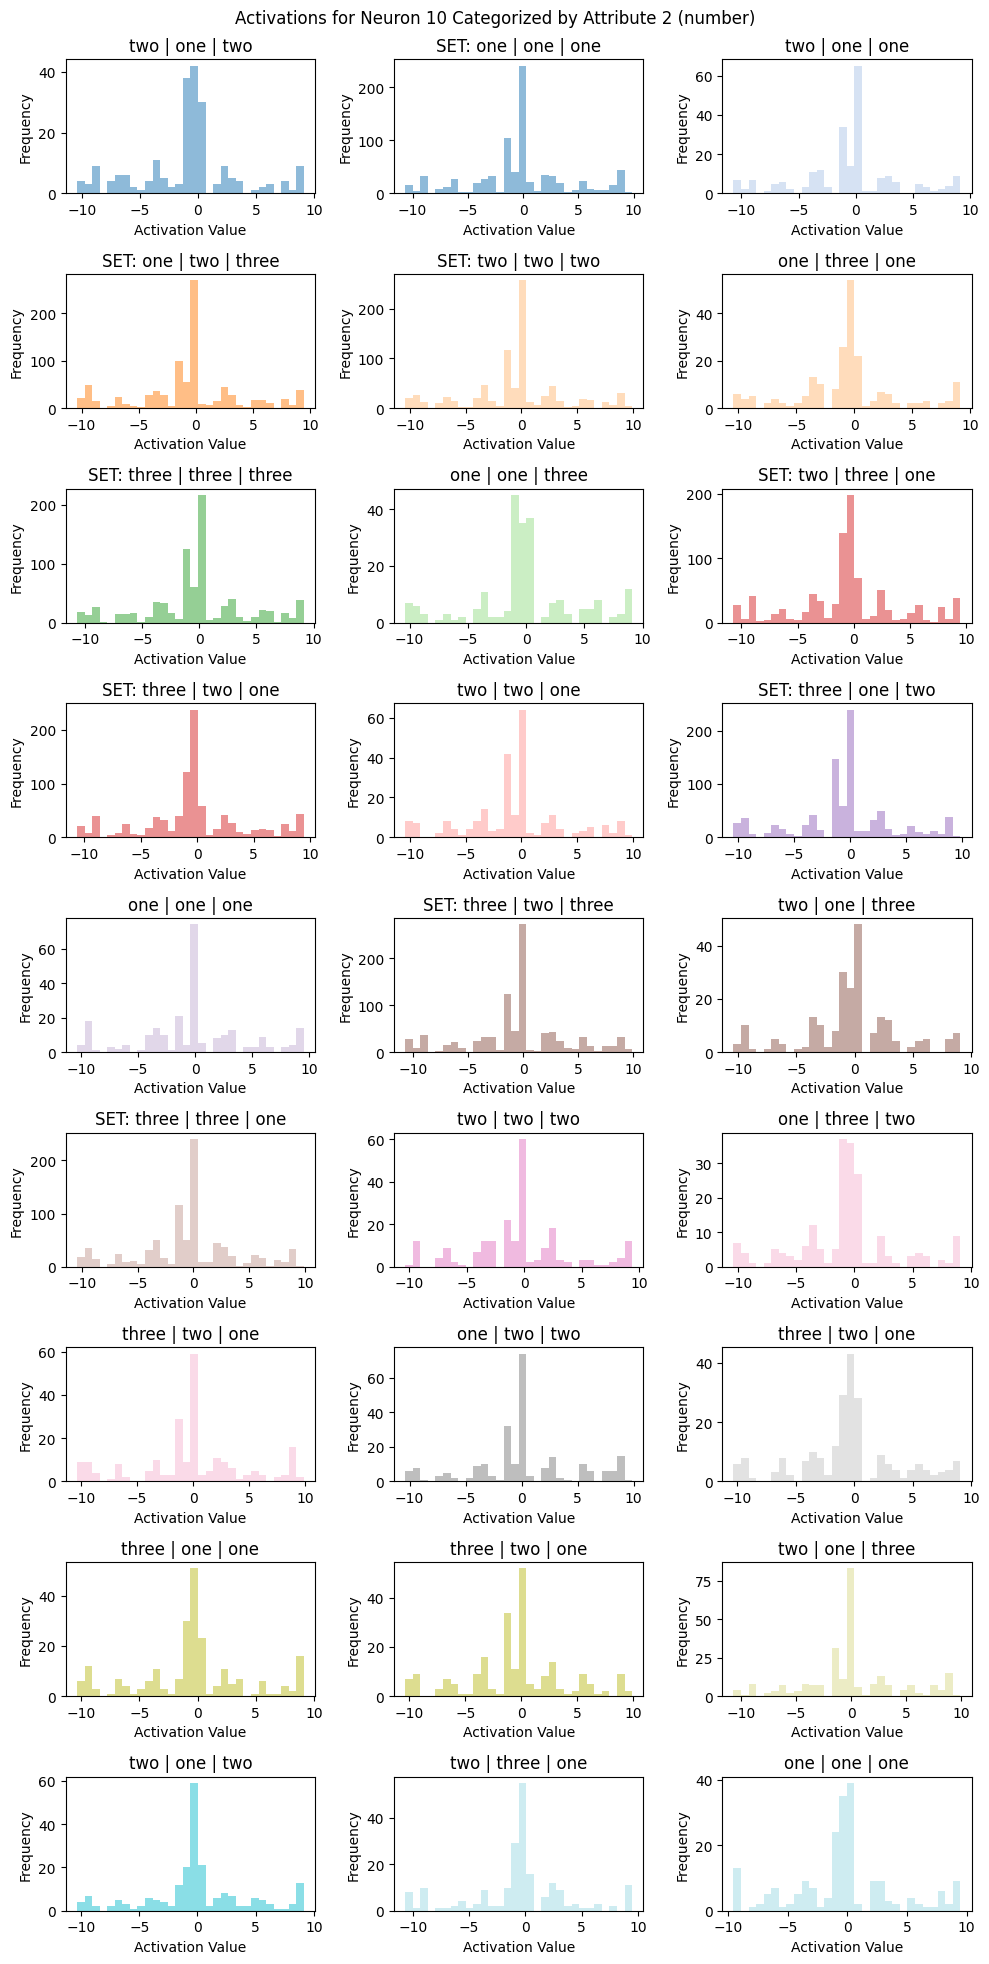 Activations for Neuron 10 Categorized by Attribute 2 (number)
two | one | two
SET: one | one | one
two | one | one
Frequency
40
20
0
−10 −5 0 5 10
Activation Value
Frequency
200
100
0
−10 −5 0 5 10
Activation Value
Frequency
60
40
20
0
−10 −5 0 5 10
Activation Value
SET: one | two | three
SET: two | two | two
one | three | one
Frequency
200
100
0
−10 −5 0 5 10
Activation Value
Frequency
200
100
0
−10 −5 0 5 10
Activation Value
Frequency
40
20
0
−10 −5 0 5 10
Activation Value
SET: three | three | three
one | one | three
SET: two | three | one
Frequency
200
100
0
−10 −5 0 5 10
Activation Value
Frequency
40
20
0
−10 −5 0 5 10
Activation Value
Frequency
200
100
0
−10 −5 0 5 10
Activation Value
SET: three | two | one
two | two | one
SET: three | one | two
Frequency
200
100
0
−10 −5 0 5 10
Activation Value
Frequency
60
40
20
0
−10 −5 0 5 10
Activation Value
Frequency
200
100
0
−10 −5 0 5 10
Activation Value
one | one | one
SET: three | two | three
two | one | three
Frequency
60
40
20
0
−10 −5 0 5 10
Activation Value
Frequency
200
100
0
−10 −5 0 5 10
Activation Value
Frequency
40
20
0
−10 −5 0 5 10
Activation Value
SET: three | three | one
two | two | two
one | three | two
Frequency
200
100
0
−10 −5 0 5 10
Activation Value
Frequency
60
40
20
0
−10 −5 0 5 10
Activation Value
Frequency
30
20
10
0
−10 −5 0 5 10
Activation Value
three | two | one
one | two | two
three | two | one
Frequency
60
40
20
0
−10 −5 0 5 10
Activation Value
Frequency
60
40
20
0
−10 −5 0 5 10
Activation Value
Frequency
40
20
0
−10 −5 0 5 10
Activation Value
three | one | one
three | two | one
two | one | three
Frequency
40
20
0
−10 −5 0 5 10
Activation Value
Frequency
40
20
0
−10 −5 0 5 10
Activation Value
Frequency
75
50
25
0
−10 −5 0 5 10
Activation Value
two | one | two
two | three | one
one | one | one
Frequency
60
40
20
0
−10 −5 0 5 10
Activation Value
Frequency
40
20
0
−10 −5 0 5 10
Activation Value
Frequency
40
20
0
−10 −5 0 5 10
Activation Value